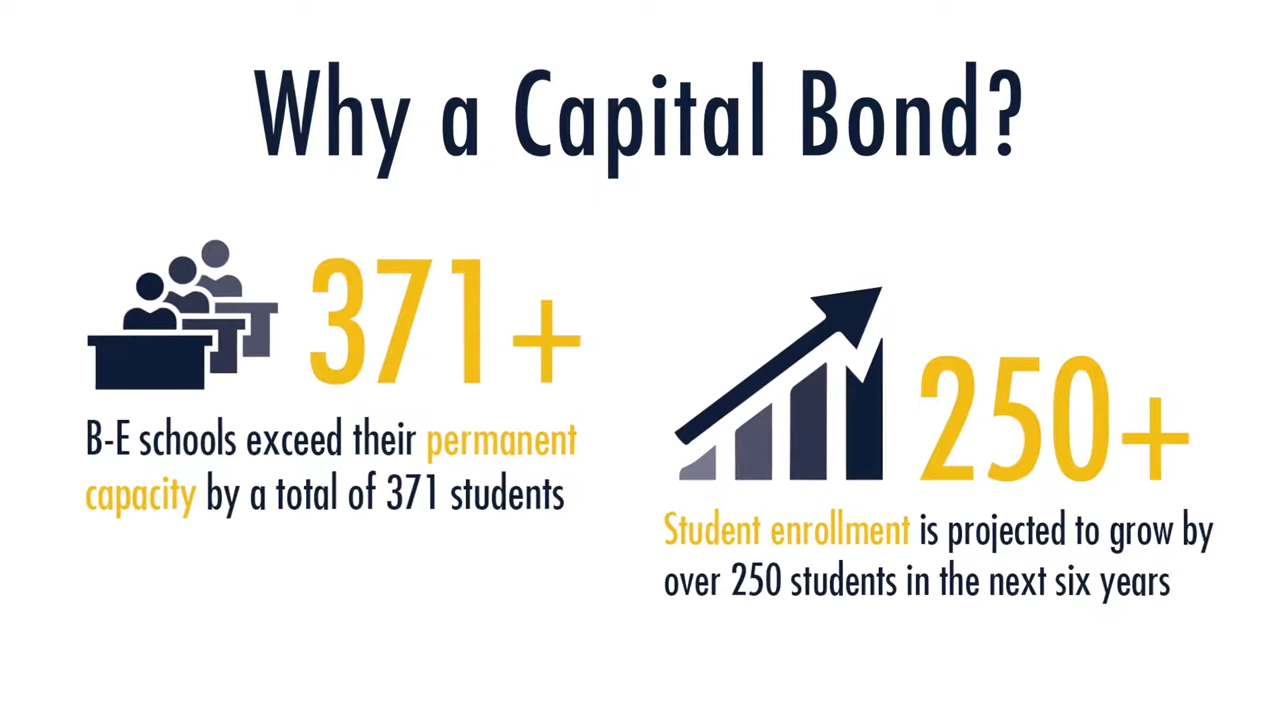 Why a Capital Bond?
371+
B-E schools exceed their permanent
capacity by a total of 371 students
250+
Student enrollment is projected to grow by
over 250 students in the next six years